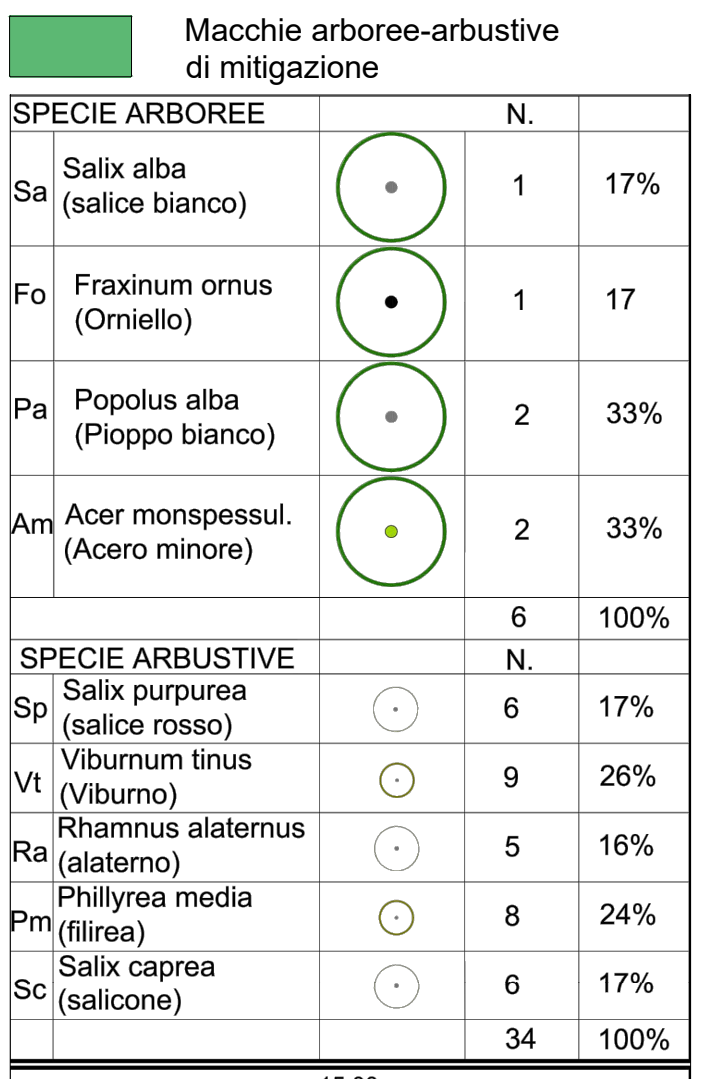 Macchie arboree-arbustive
di mitigazione
SPECIE ARBOREE N.
Sa Salix alba (salice bianco) 1 17%
Fo Fraxinum ornus (Orniello) 1 17
Pa Popolus alba (Pioppo bianco) 2 33%
Am Acer monspessul. (Acero minore) 2 33%
6 100%
SPECIE ARBUSTIVE N.
Sp Salix purpurea (salice rosso) 6 17%
Vt Viburnum tinus (Viburno) 9 26%
Ra Rhamnus alaternus (alaterno) 5 16%
Pm Phillyrea media (filirea) 8 24%
Sc Salix caprea (salicone) 6 17%
34 100%